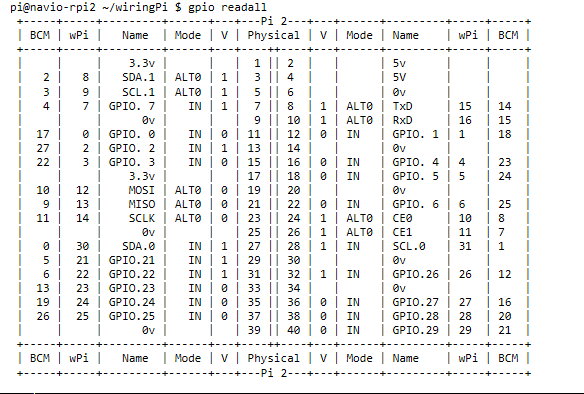 pi@navio-rpi2 ~/wiringPi $ gpio readall
+-----+-----+---------+------+---+---Pi 2---+---+------+---------+-----+-----+
| BCM | wPi |   Name  | Mode | V | Physical | V | Mode | Name    | wPi | BCM |
+-----+-----+---------+------+---+----++----+---+------+---------+-----+-----+
|     |     |    3.3v |      |   |  1 || 2  |   |      | 5v      |     |     |
|   2 |   8 |   SDA.1 | ALT0 | 1 |  3 || 4  |   |      | 5V      |     |     |
|   3 |   9 |   SCL.1 | ALT0 | 1 |  5 || 6  |   |      | 0v      |     |     |
|   4 |   7 | GPIO. 7 |   IN | 1 |  7 || 8  | 1 | ALT0 | TxD     | 15  | 14  |
|     |     |      0v |      |   |  9 || 10 | 1 | ALT0 | RxD     | 16  | 15  |
|  17 |   0 | GPIO. 0 |   IN | 0 | 11 || 12 | 0 | IN   | GPIO. 1 | 1   | 18  |
|  27 |   2 | GPIO. 2 |   IN | 1 | 13 || 14 |   |      | 0v      |     |     |
|  22 |   3 | GPIO. 3 |   IN | 0 | 15 || 16 | 0 | IN   | GPIO. 4 | 4   | 23  |
|     |     |    3.3v |      |   | 17 || 18 | 0 | IN   | GPIO. 5 | 5   | 24  |
|  10 |  12 |    MOSI | ALT0 | 0 | 19 || 20 |   |      | 0v      |     |     |
|   9 |  13 |    MISO | ALT0 | 0 | 21 || 22 | 0 | IN   | GPIO. 6 | 6   | 25  |
|  11 |  14 |    SCLK | ALT0 | 0 | 23 || 24 | 1 | ALT0 | CE0     | 10  | 8   |
|     |     |      0v |      |   | 25 || 26 | 1 | ALT0 | CE1     | 11  | 7   |
|   0 |  30 |   SDA.0 |   IN | 1 | 27 || 28 | 1 | IN   | SCL.0   | 31  | 1   |
|   5 |  21 | GPIO.21 |   IN | 1 | 29 || 30 |   |      | 0v      |     |     |
|   6 |  22 | GPIO.22 |   IN | 1 | 31 || 32 | 1 | IN   | GPIO.26 | 26  | 12  |
|  13 |  23 | GPIO.23 |   IN | 0 | 33 || 34 |   |      | 0v      |     |     |
|  19 |  24 | GPIO.24 |   IN | 0 | 35 || 36 | 0 | IN   | GPIO.27 | 27  | 16  |
|  26 |  25 | GPIO.25 |   IN | 0 | 37 || 38 | 0 | IN   | GPIO.28 | 28  | 20  |
|     |     |      0v |      |   | 39 || 40 | 0 | IN   | GPIO.29 | 29  | 21  |
+-----+-----+---------+------+---+----++----+---+------+---------+-----+-----+
| BCM | wPi |   Name  | Mode | V | Physical | V | Mode | Name    | wPi | BCM |
+-----+-----+---------+------+---+---Pi 2---+---+------+---------+-----+-----+